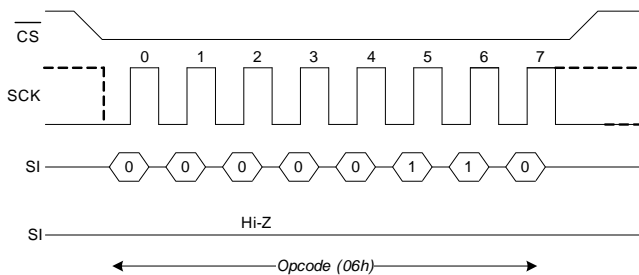 CS
0 1 2 3 4 5 6 7
SCK
SI 0 0 0 0 0 1 1 0
Hi-Z
SI
Opcode (06h)